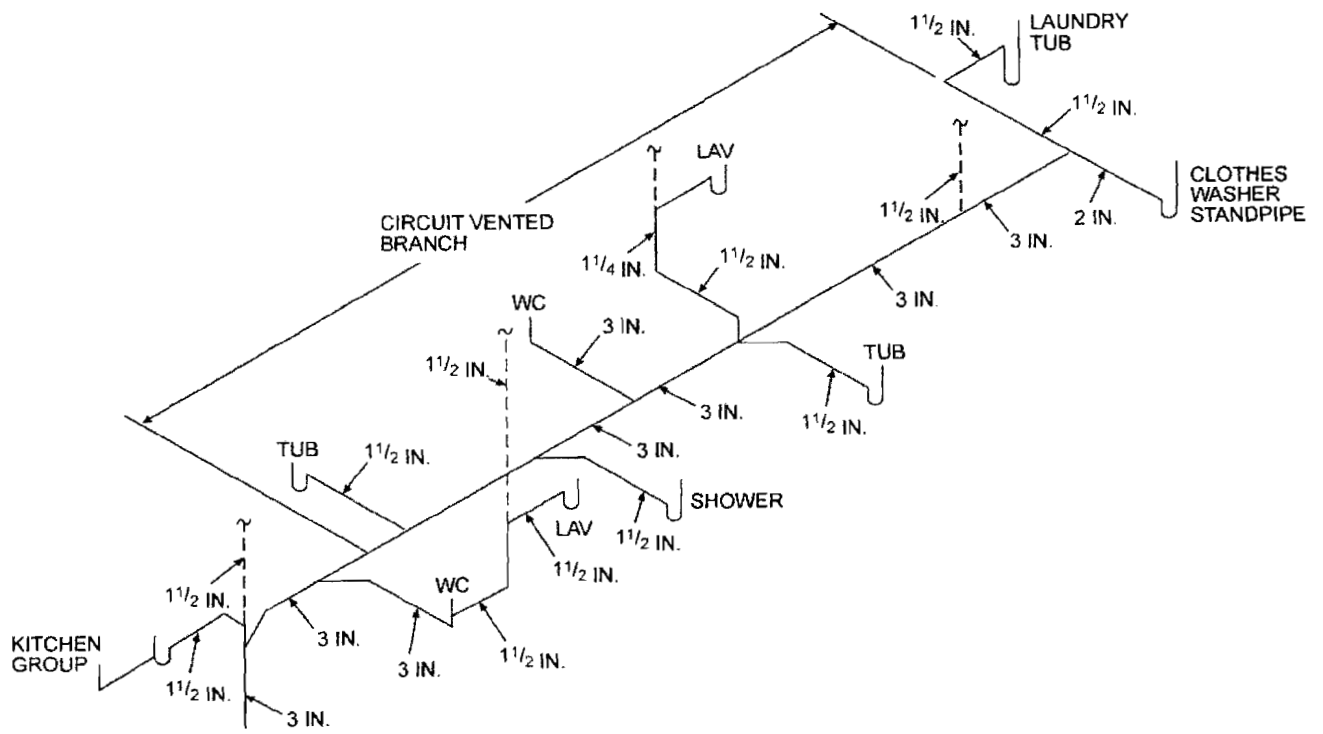 1 1/2 IN.
LAUNDRY
TUB
1 1/2 IN.
LAV
CLOTHES
WASHER
STANDPIPE
1 1/2 IN.
2 IN.
CIRCUIT VENTED
BRANCH
3 IN.
1 1/4 IN.
1 1/2 IN.
3 IN.
WC
3 IN.
1 1/2 IN.
TUB
3 IN.
1 1/2 IN.
3 IN.
TUB
1 1/2 IN.
SHOWER
LAV
1 1/2 IN.
1 1/2 IN.
1 1/2 IN.
WC
KITCHEN
GROUP
3 IN.
3 IN.
1 1/2 IN.
1 1/2 IN.
3 IN.